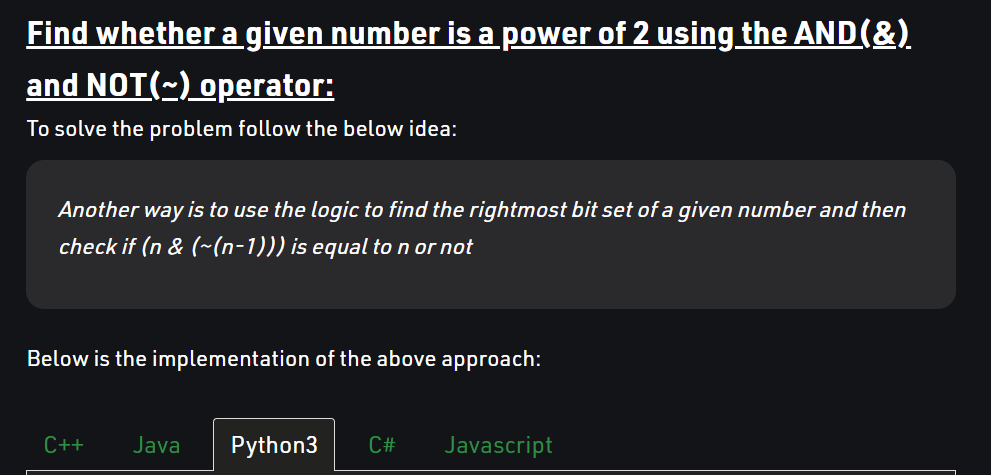 Find whether a given number is a power of 2 using the AND(&)
and NOT(~) operator:
To solve the problem follow the below idea:
Another way is to use the logic to find the rightmost bit set of a given number and then
check if (n & (~(n-1))) is equal to n or not
Below is the implementation of the above approach:
C++ Java Python3 C# Javascript